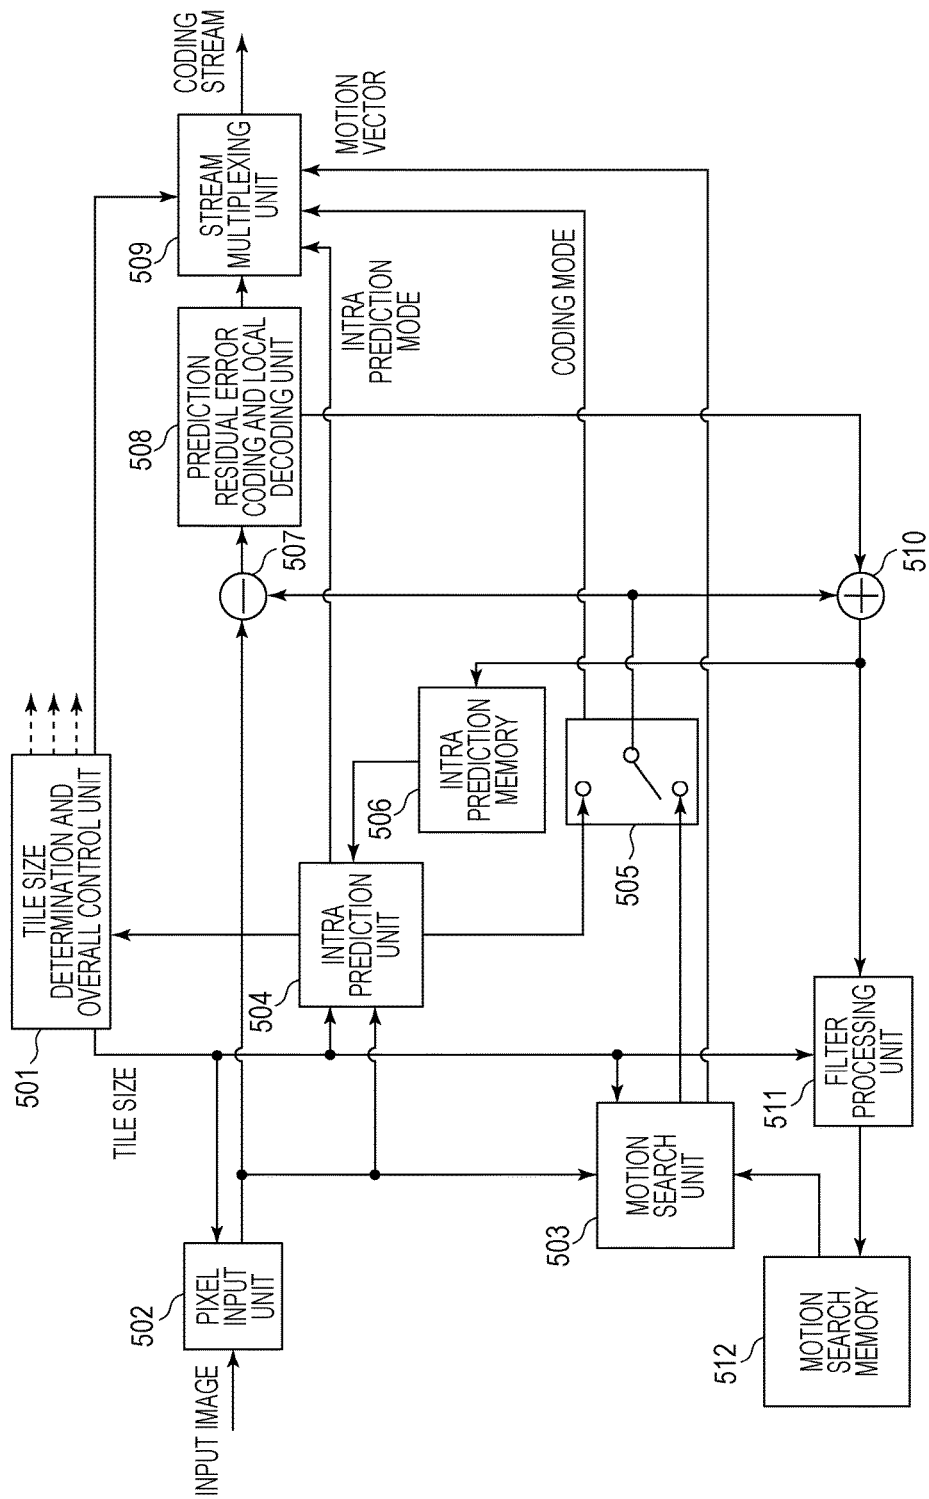 501
TILE SIZE
DETERMINATION AND
OVERALL CONTROL UNIT
TILE SIZE
INPUT IMAGE
502
PIXEL
INPUT
UNIT
507
508
PREDICTION
RESIDUAL ERROR
CODING AND LOCAL
DECODING UNIT
509
STREAM
MULTIPLEXING
UNIT
CODING
STREAM
504
INTRA
PREDICTION
UNIT
INTRA
PREDICTION
MODE
MOTION
VECTOR
506
INTRA
PREDICTION
MEMORY
CODING MODE
503
MOTION
SEARCH
UNIT
505
512
MOTION
SEARCH
MEMORY
511
FILTER
PROCESSING
UNIT
510